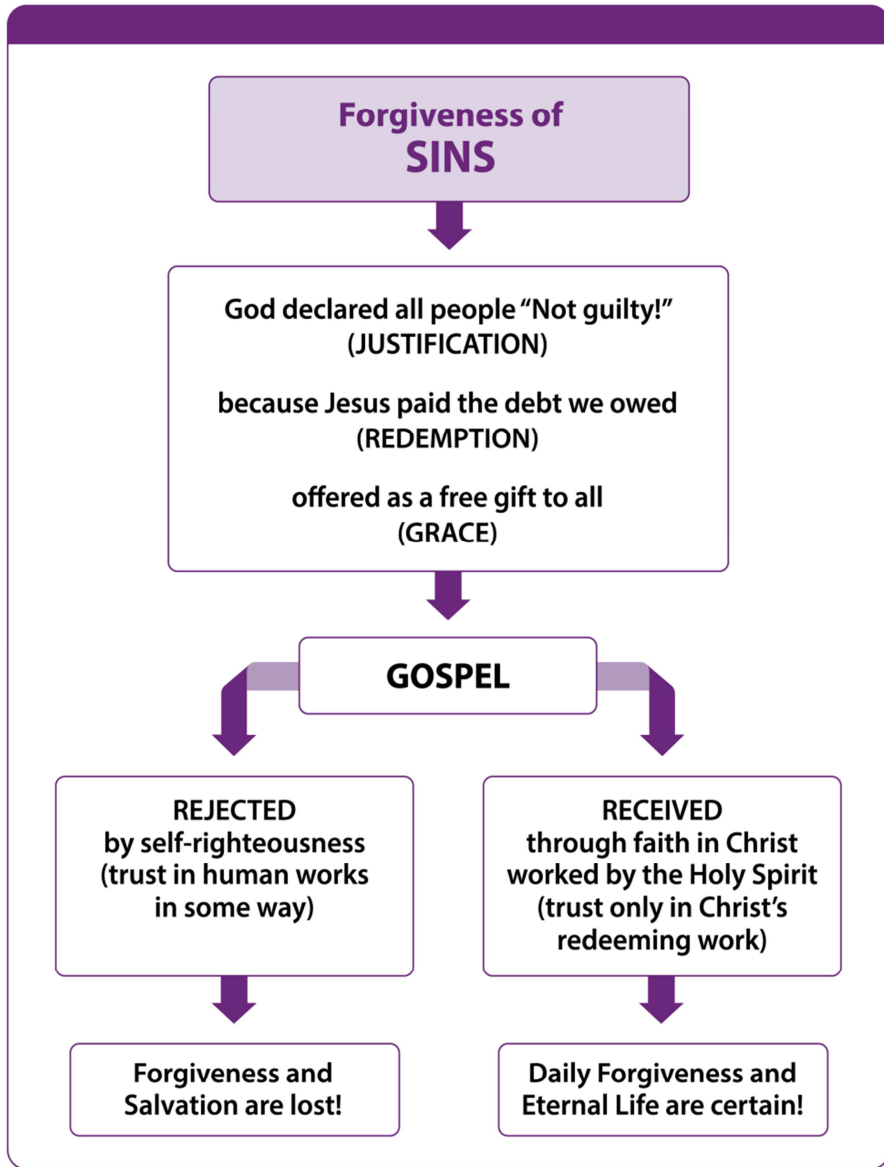 Forgiveness of
SINS
God declared all people “Not guilty!”
(JUSTIFICATION)
because Jesus paid the debt we owed
(REDEMPTION)
offered as a free gift to all
(GRACE)
GOSPEL
REJECTED
by self-righteousness
(trust in human works
in some way)
RECEIVED
through faith in Christ
worked by the Holy Spirit
(trust only in Christ’s
redeeming work)
Forgiveness and
Salvation are lost!
Daily Forgiveness and
Eternal Life are certain!